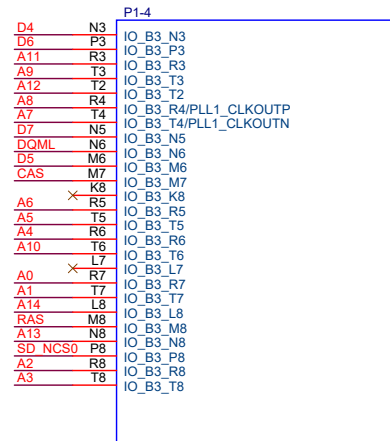 P1-4
D4 N3 IO_B3_N3
D6 P3 IO_B3_P3
A11 R3 IO_B3_R3
A9 T3 IO_B3_T3
A12 T2 IO_B3_T2
A8 R4 IO_B3_R4/PLL1_CLKOUTP
A7 T4 IO_B3_T4/PLL1_CLKOUTN
D7 N5 IO_B3_N5
DQML N6 IO_B3_N6
D5 M6 IO_B3_M6
CAS M7 IO_B3_M7
K8 IO_B3_K8
A6 R5 IO_B3_R5
A5 T5 IO_B3_T5
A4 R6 IO_B3_R6
A10 T6 IO_B3_T6
L7 IO_B3_L7
A0 R7 IO_B3_R7
A1 T7 IO_B3_T7
A14 L8 IO_B3_L8
RAS M8 IO_B3_M8
A13 N8 IO_B3_N8
SD_NCS0 P8 IO_B3_P8
A2 R8 IO_B3_R8
A3 T8 IO_B3_T8